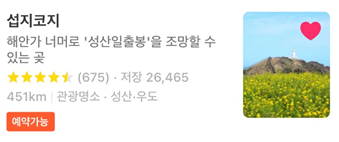 섭지코지
해안가 너머로 '성산일출봉'을 조망할 수
있는 곶
(675) · 저장 26,465
451km | 관광명소 · 성산·우도
예약가능